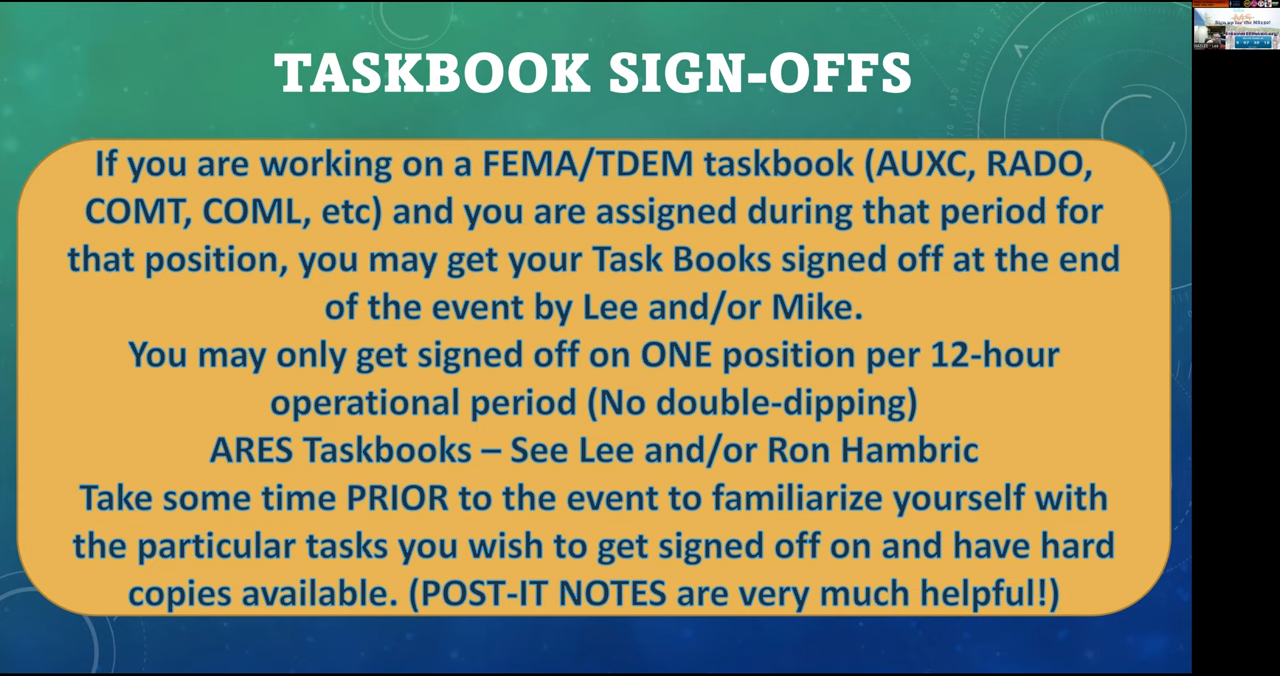 TASKBOOK SIGN-OFFS
If you are working on a FEMA/TDEM taskbook (AUXC, RADO,
COMT, COML, etc) and you are assigned during that period for
that position, you may get your Task Books signed off at the end
of the event by Lee and/or Mike.
You may only get signed off on ONE position per 12-hour
operational period (No double-dipping)
ARES Taskbooks – See Lee and/or Ron Hambric
Take some time PRIOR to the event to familiarize yourself with
the particular tasks you wish to get signed off on and have hard
copies available. (POST-IT NOTES are very much helpful!)